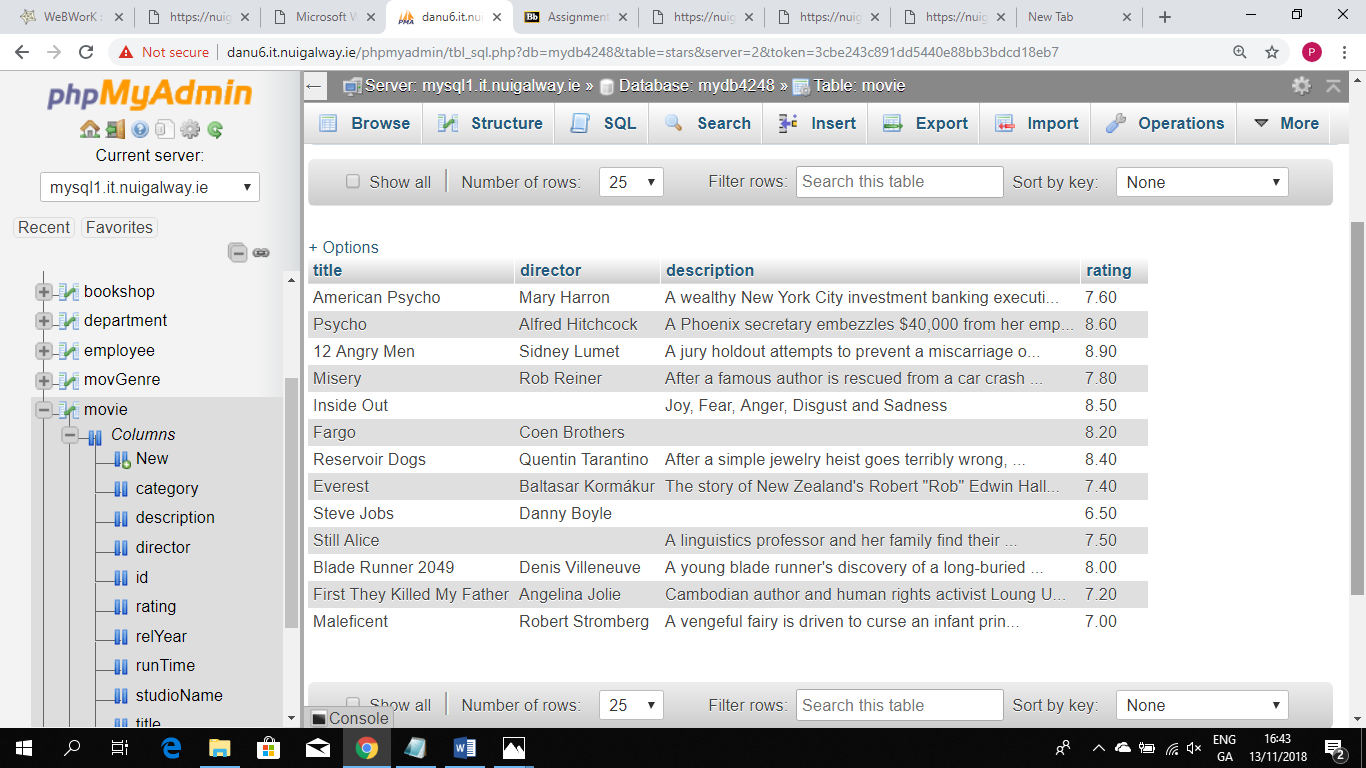 WeBWorK :
https://nuig
Microsoft W
danu6.it.nui
Assignment
https://nuig
https://nuig
https://nuig
New Tab
Not secure
danu6.it.nuigalway.ie/phpmyadmin/tbl_sql.php?db=mydb4248&table=stars&server=2&token=3cbe243c891dd5440e88bb3bdcd18eb7
P
phpMyAdmin
Current server:
mysql1.it.nuigalway.ie
Recent Favorites
bookshop
department
employee
movGenre
movie
Columns
New
category
description
director
id
rating
relYear
runTime
studioName
title
Server: mysql1.it.nuigalway.ie » Database: mydb4248 » Table: movie
Browse Structure SQL Search Insert Export Import Operations More
Show all Number of rows: 25 Filter rows: Search this table Sort by key: None
+ Options
title director description rating
American Psycho Mary Harron A wealthy New York City investment banking executi... 7.60
Psycho Alfred Hitchcock A Phoenix secretary embezzles $40,000 from her emp... 8.60
12 Angry Men Sidney Lumet A jury holdout attempts to prevent a miscarriage o... 8.90
Misery Rob Reiner After a famous author is rescued from a car crash ... 7.80
Inside Out Joy, Fear, Anger, Disgust and Sadness 8.50
Fargo Coen Brothers 8.20
Reservoir Dogs Quentin Tarantino After a simple jewelry heist goes terribly wrong, ... 8.40
Everest Baltasar Kormákur The story of New Zealand's Robert "Rob" Edwin Hall... 7.40
Steve Jobs Danny Boyle 6.50
Still Alice A linguistics professor and her family find their ... 7.50
Blade Runner 2049 Denis Villeneuve A young blade runner's discovery of a long-buried ... 8.00
First They Killed My Father Angelina Jolie Cambodian author and human rights activist Loung U... 7.20
Maleficent Robert Stromberg A vengeful fairy is driven to curse an infant prin... 7.00
Show all Number of rows: 25 Filter rows: Search this table Sort by key: None
Console
ENG
GA
16:43
13/11/2018
2